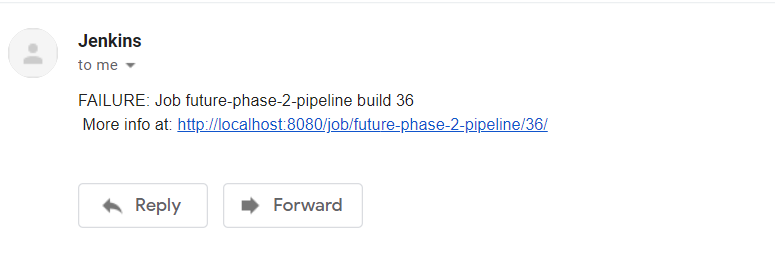 Jenkins
to me
FAILURE: Job future-phase-2-pipeline build 36
More info at: http://localhost:8080/job/future-phase-2-pipeline/36/
Reply
Forward